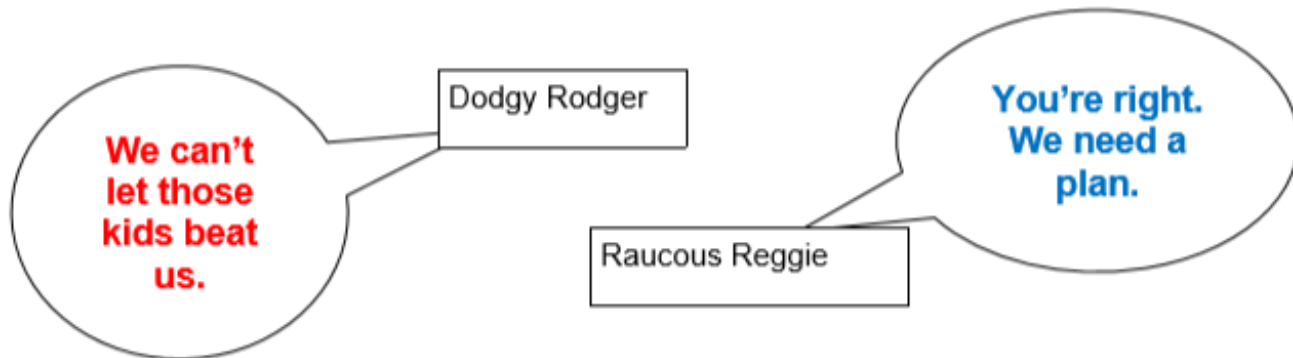 We can’t
let those
kids beat
us.
Dodgy Rodger
You’re right.
We need a
plan.
Raucous Reggie